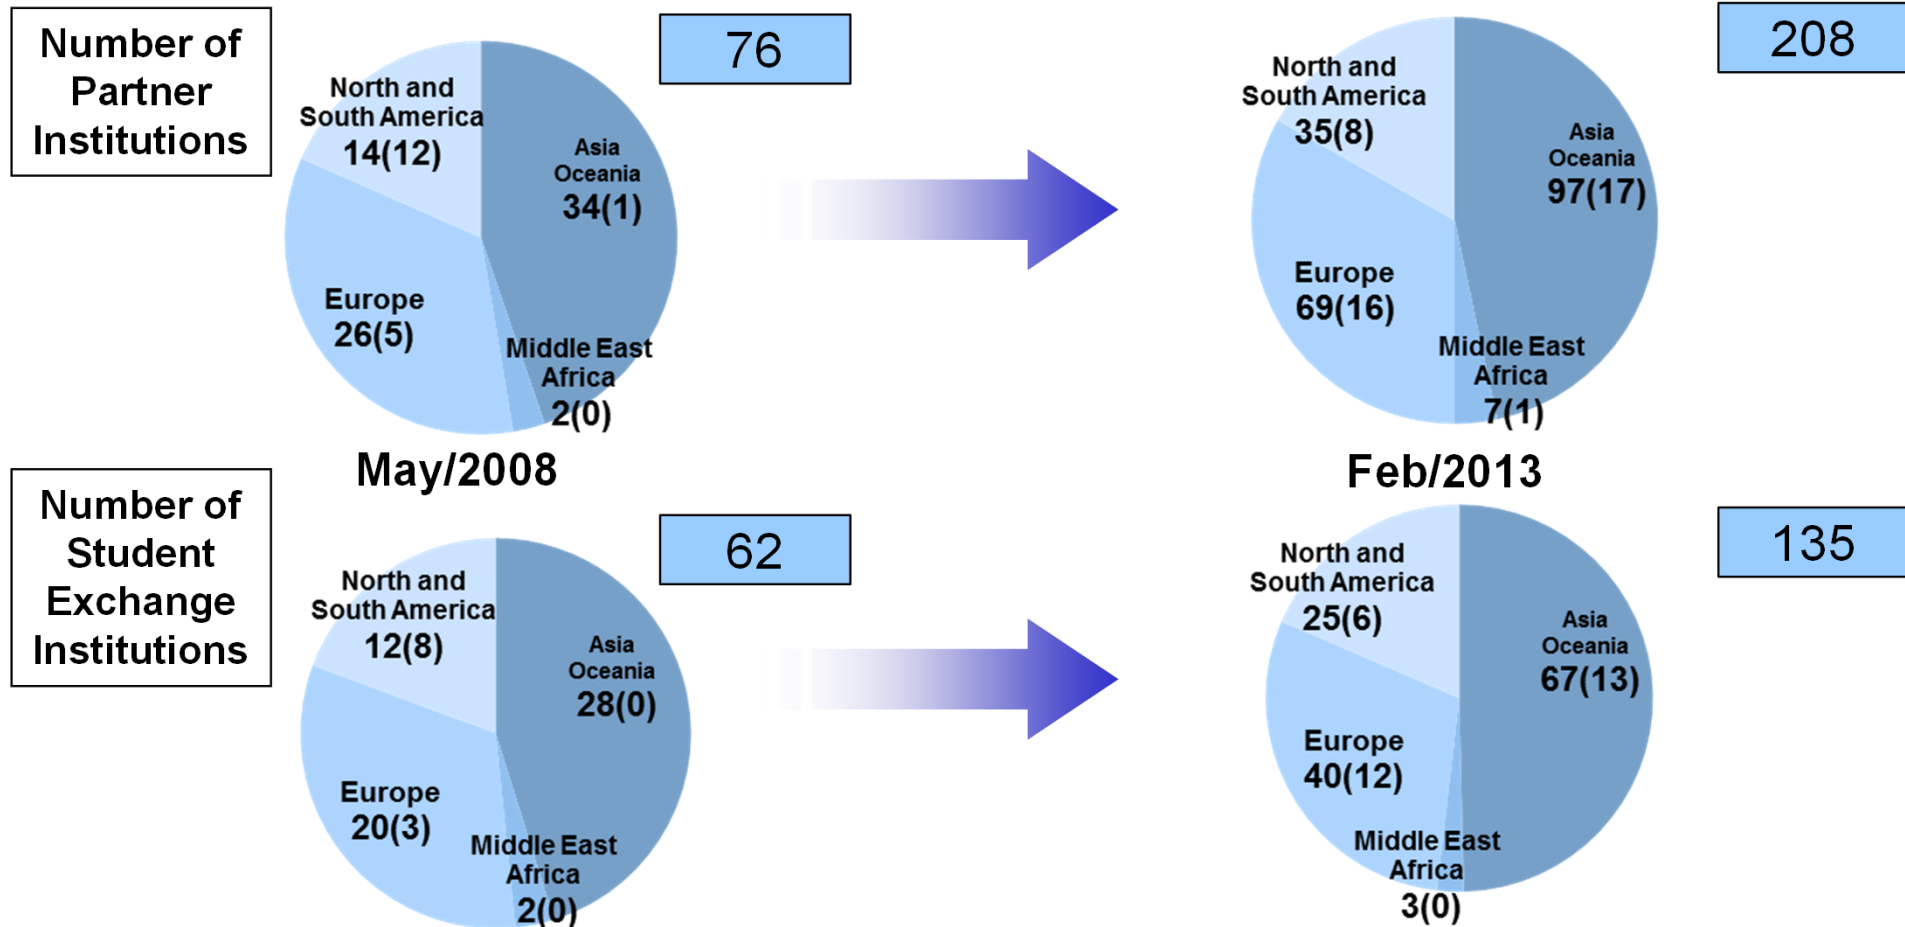 Number of
Partner
Institutions
North and
South America
14(12)
Asia
Oceania
34(1)
Europe
26(5)
Middle East
Africa
2(0)
76
North and
South America
35(8)
Asia
Oceania
97(17)
Europe
69(16)
Middle East
Africa
7(1)
208
May/2008
Feb/2013
Number of
Student
Exchange
Institutions
North and
South America
12(8)
Asia
Oceania
28(0)
Europe
20(3)
Middle East
Africa
2(0)
62
North and
South America
25(6)
Asia
Oceania
67(13)
Europe
40(12)
Middle East
Africa
3(0)
135